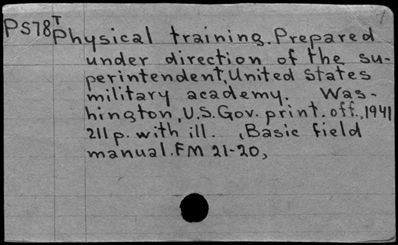 PS78T Physical training. Prepared
under direction of the su-
perintendent, United States
military academy. Was-
hington, U.S. Gov. print. off., 1941
211 p. with ill. , Basic field
manual. FM 21-20,